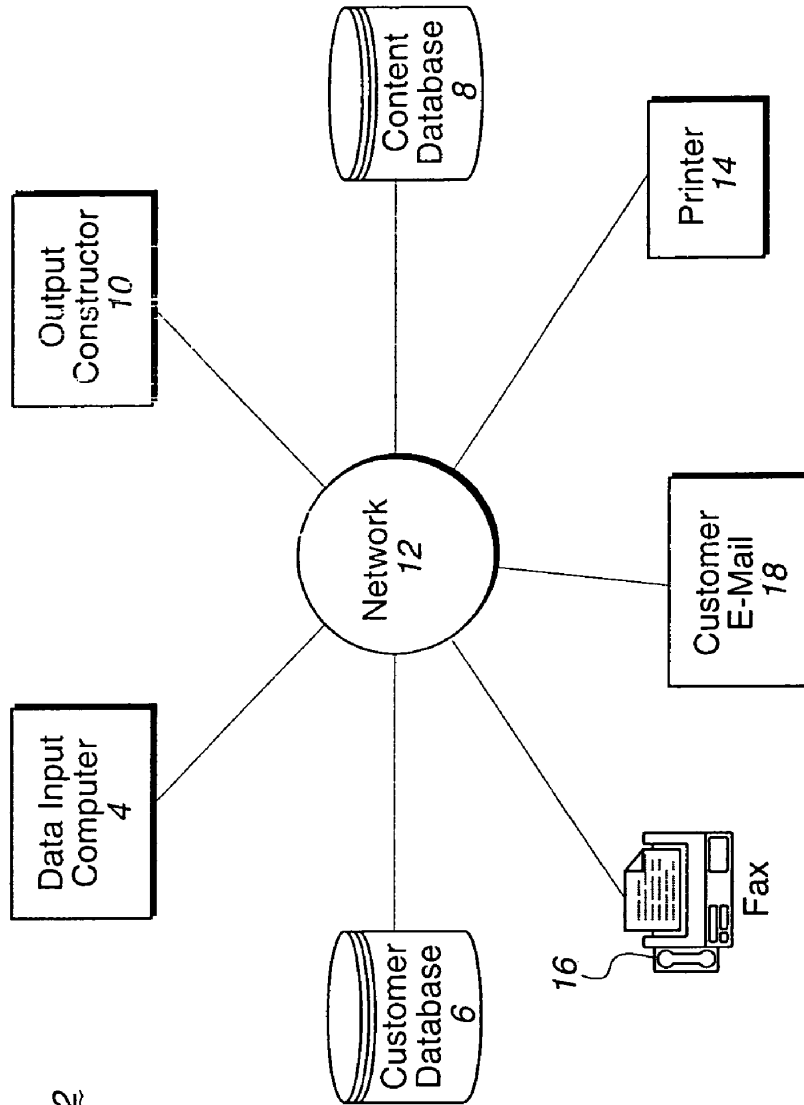 2
Data Input
Computer
4
Output
Constructor
10
Customer
Database
6
Network
12
Content
Database
8
16
Fax
Customer
E-Mail
18
Printer
14